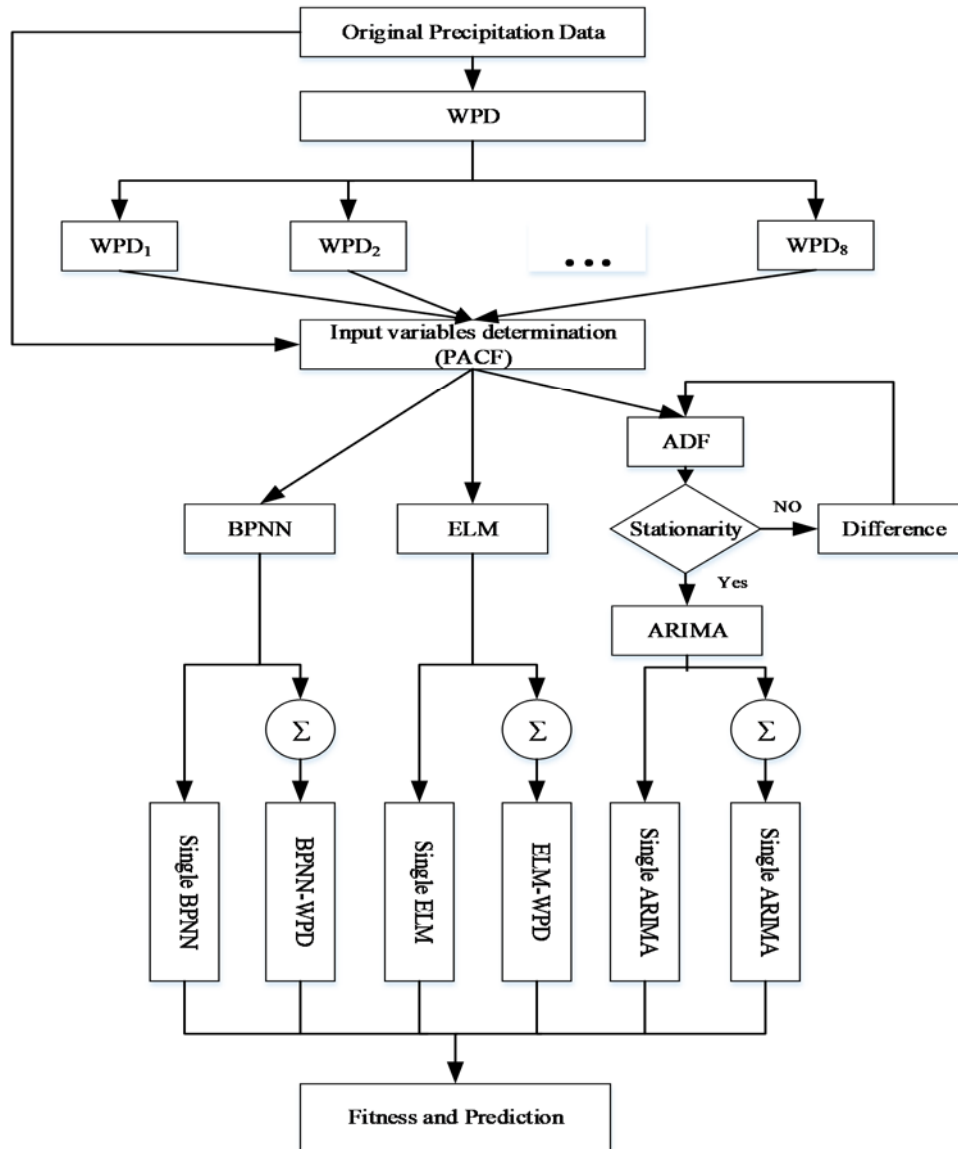 Original Precipitation Data
WPD
WPD₁
WPD₂
...
WPD₈
Input variables determination
(PACF)
ADF
BPNN
ELM
Stationarity
NO
Difference
Yes
ARIMA
Σ
Σ
Σ
Single BPNN
BPNN-WPD
Single ELM
ELM-WPD
Single ARIMA
Single ARIMA
Fitness and Prediction